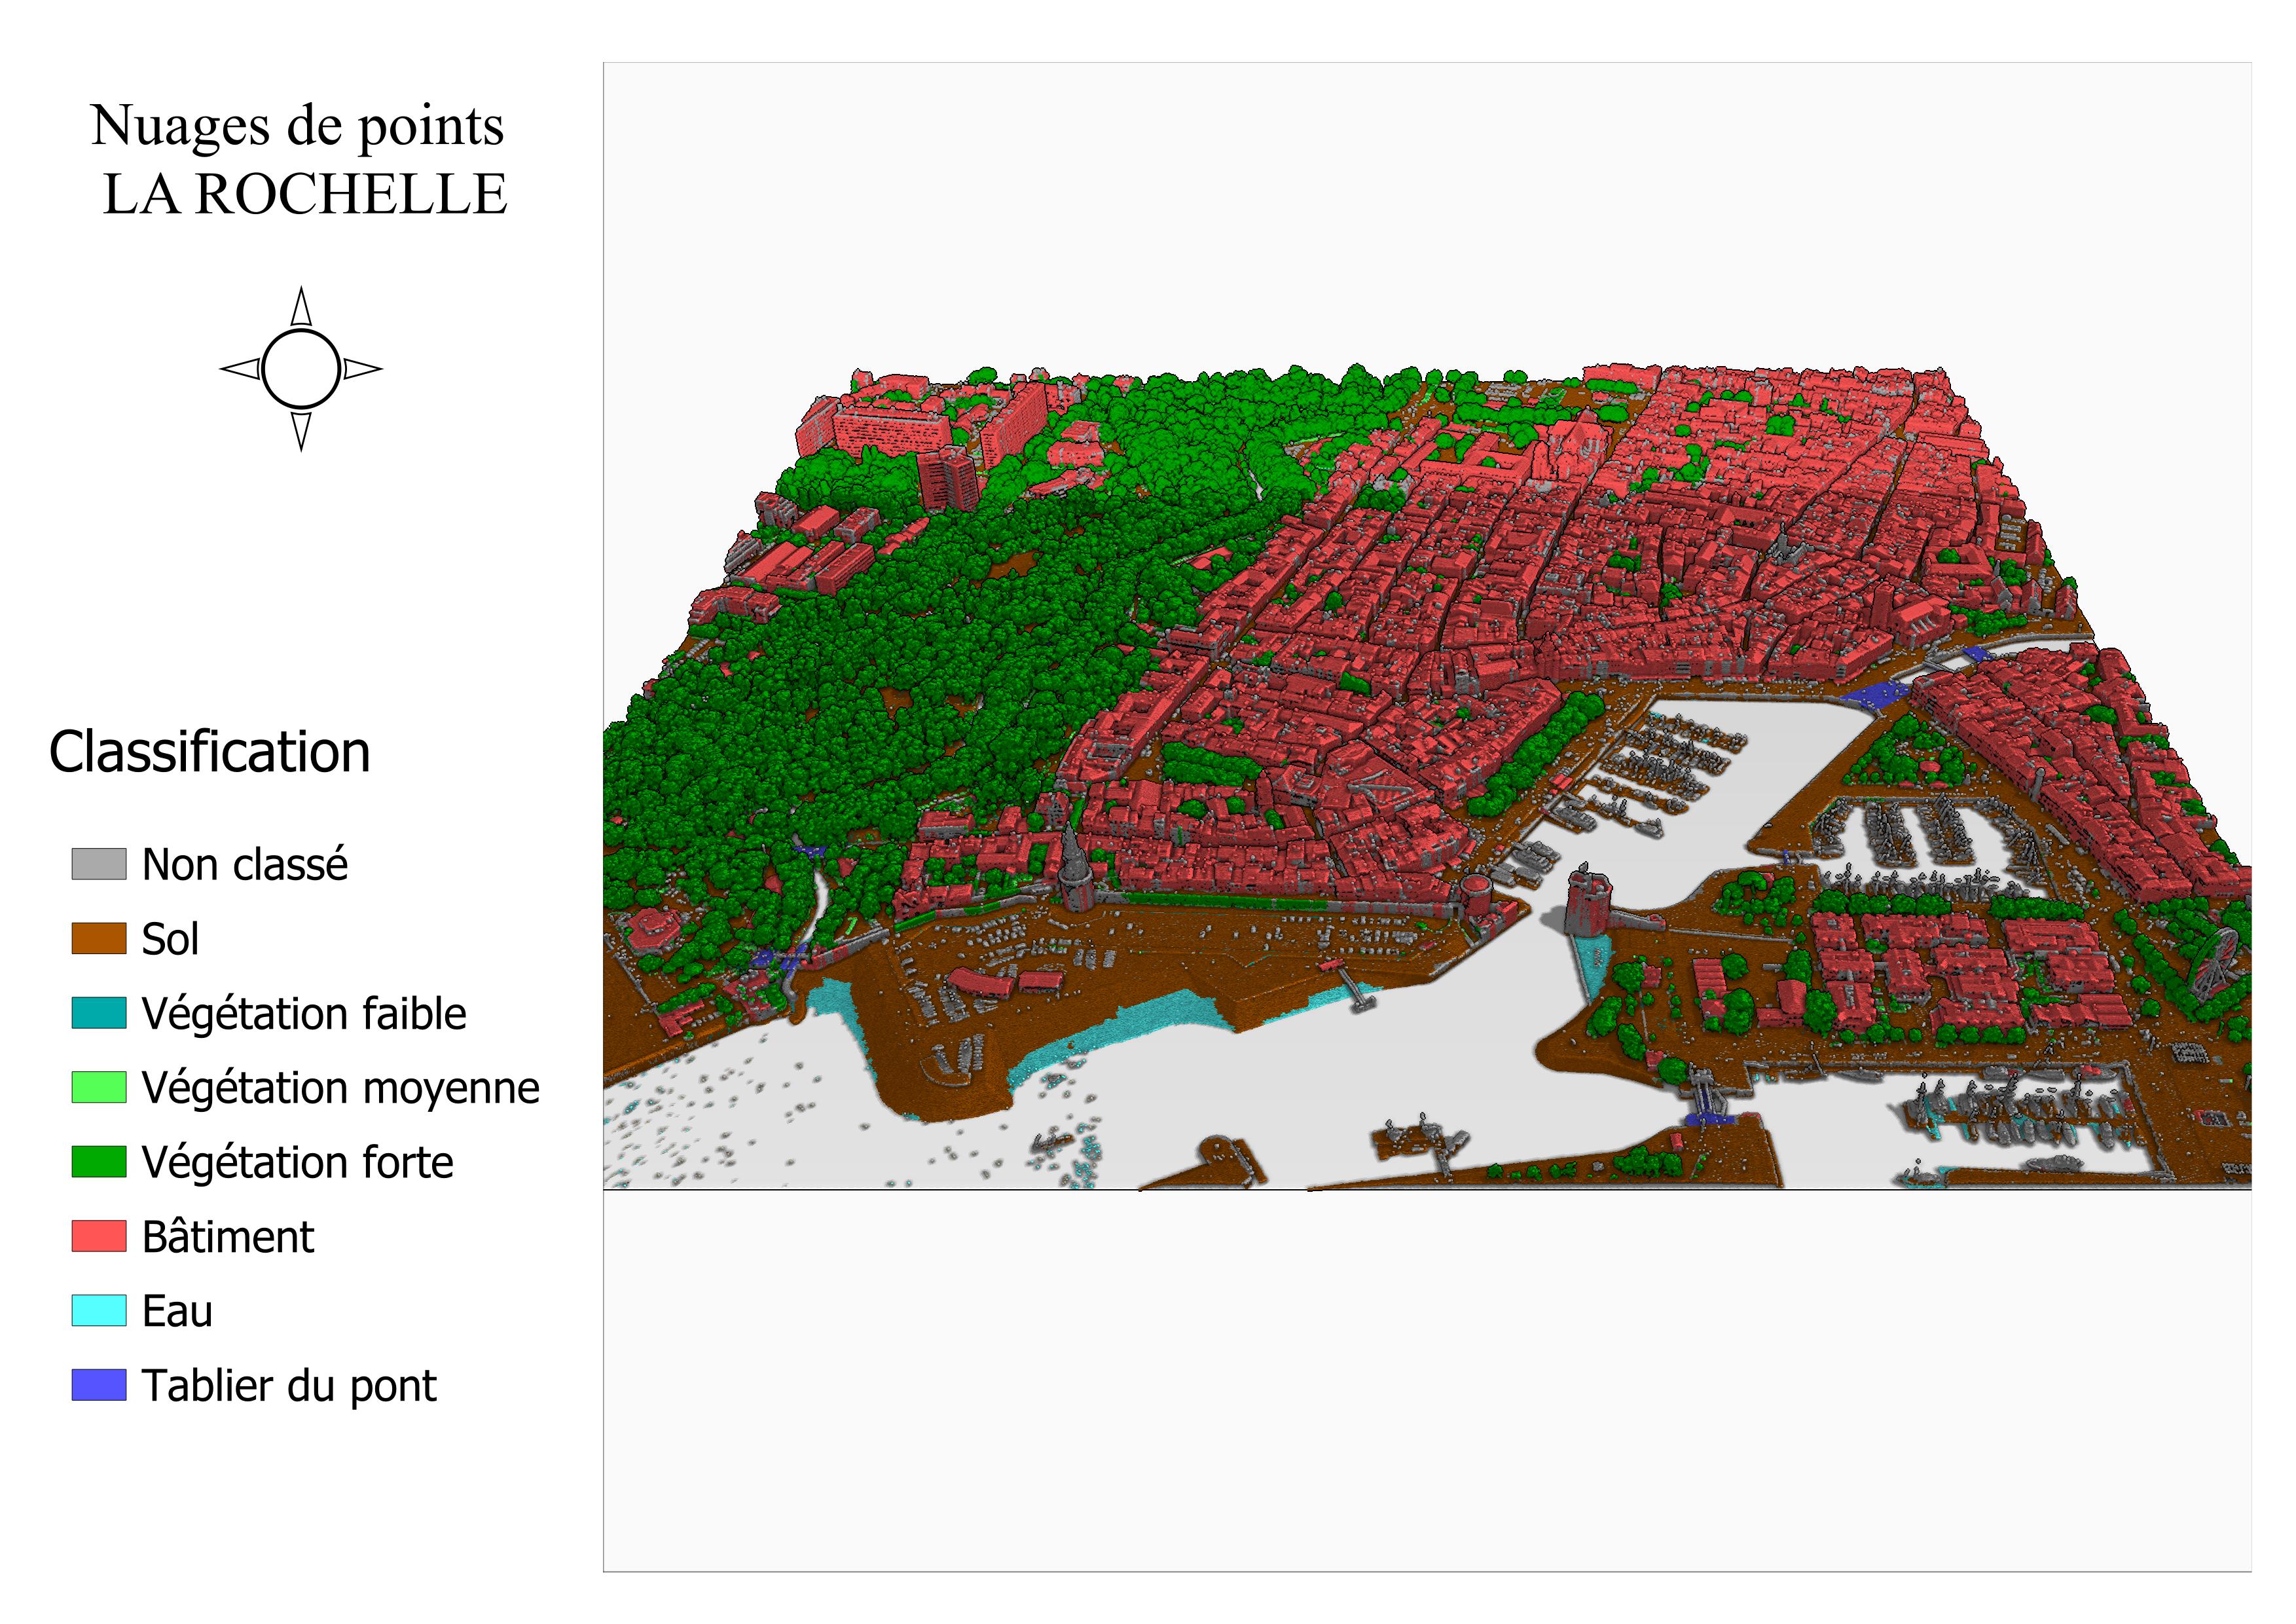 Nuages de points
LA ROCHELLE
Classification
Non classé
Sol
Végétation faible
Végétation moyenne
Végétation forte
Bâtiment
Eau
Tablier du pont